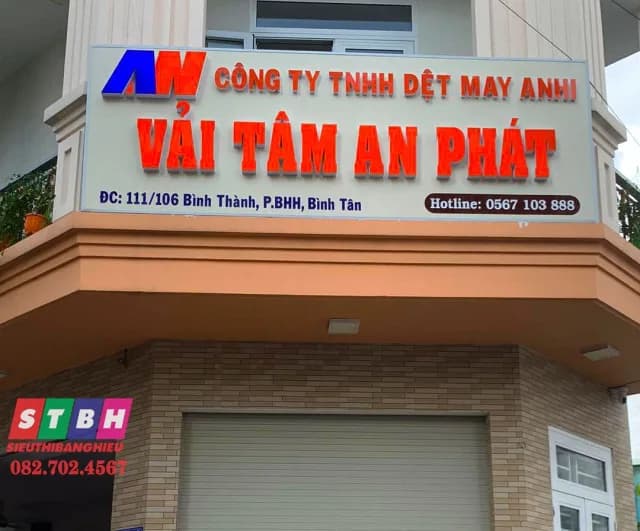 AN CÔNG TY TNHH DỆT MAY ANHI
VẢI TÂM AN PHÁT
ĐC: 111/106 Bình Thành, P.BHH, Bình Tân
Hotline: 0567 103 888
STBH
SIEUTHIBANGHIEU
082.702.4567